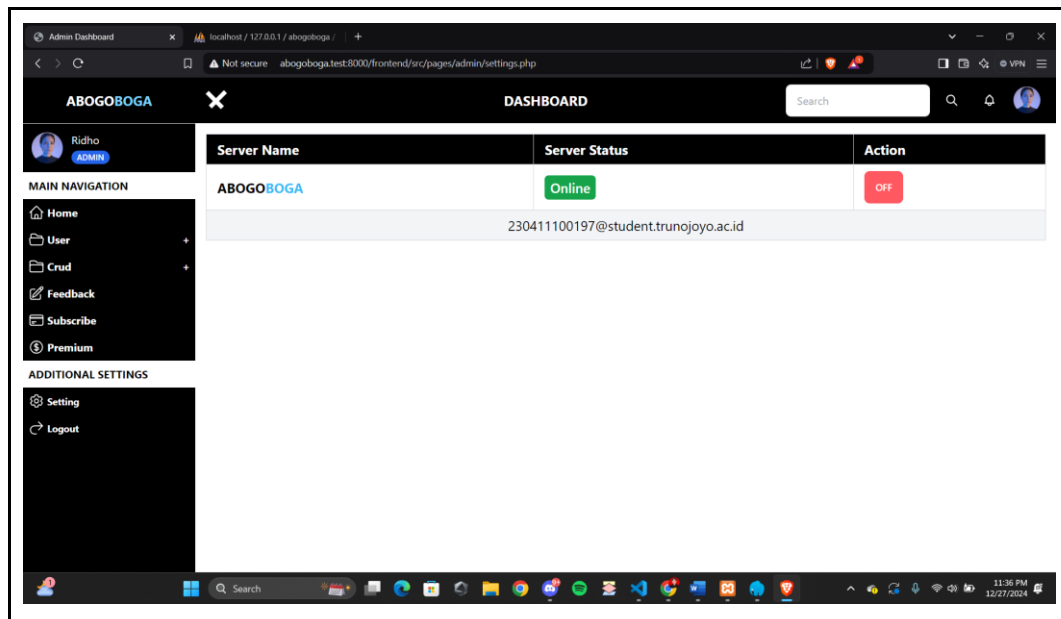 Admin Dashboard
localhost / 127.0.0.1 / abogoboga /
Not secure abogoboga.test:8000/frontend/src/pages/admin/settings.php
VPN
ABOGOBOGA
DASHBOARD
Search
Ridho
ADMIN
MAIN NAVIGATION
Home
User +
Crud +
Feedback
Subscribe
Premium
ADDITIONAL SETTINGS
Setting
Logout
Server Name Server Status Action
ABOGOBOGA Online OFF
230411100197@student.trunojoyo.ac.id
Search
11:36 PM
12/27/2024